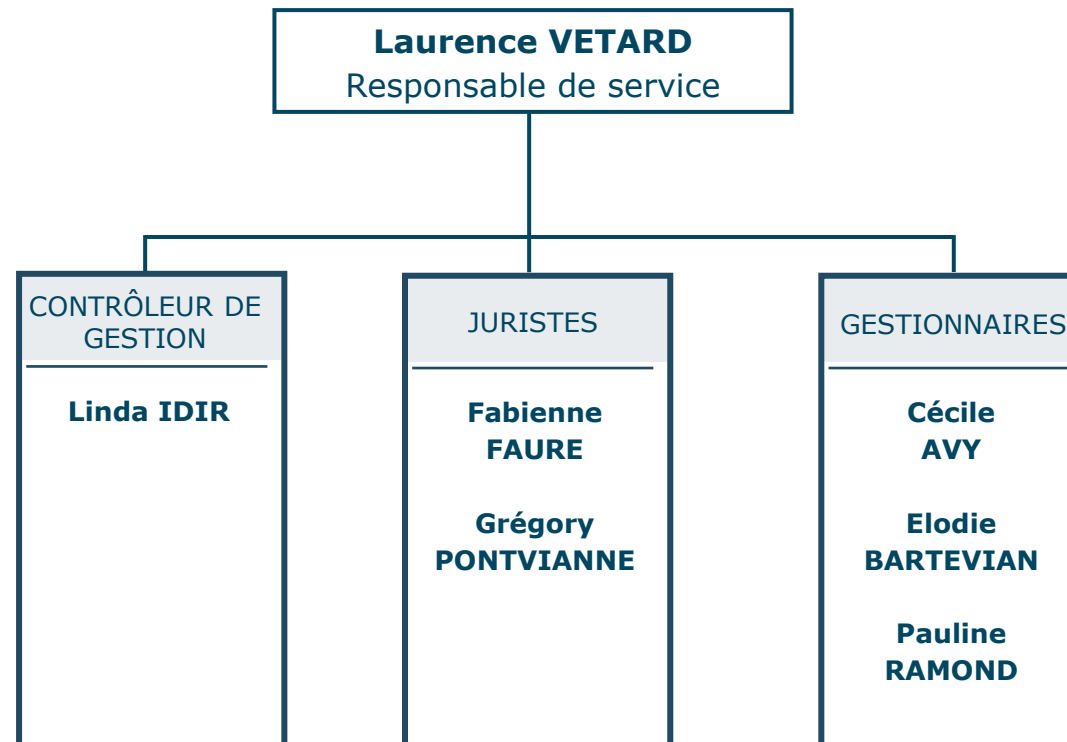 Laurence VETARD
Responsable de service
CONTRÔLEUR DE
GESTION
Linda IDIR
JURISTES
Fabienne
FAURE
Grégory
PONTVIANNE
GESTIONNAIRES
Cécile
AVY
Elodie
BARTEVIAN
Pauline
RAMOND